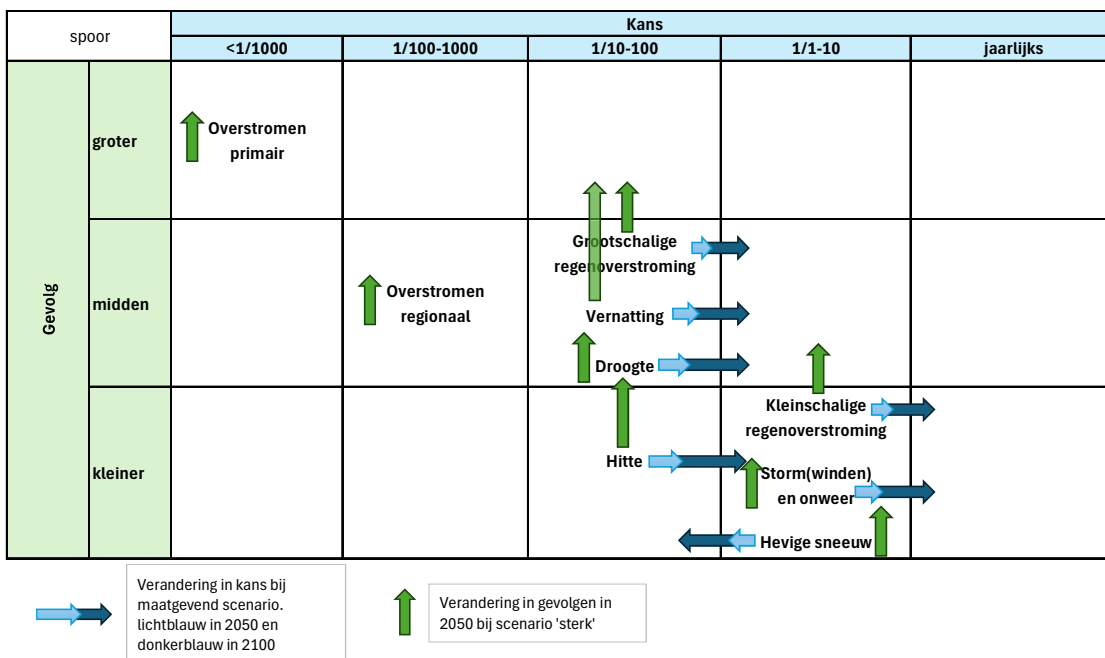 spoor
Kans
<1/1000
1/100-1000
1/10-100
1/1-10
jaarlijks
Gevolg
groter
Overstromen
primair
midden
Overstromen
regionaal
Grootschalige
regenoverstroming
Vernatting
Droogte
kleiner
Kleinschalige
regenoverstroming
Hitte
Storm(winden)
en onweer
Hevige sneeuw
Verandering in kans bij
maatgevend scenario.
lichtblauw in 2050 en
donkerblauw in 2100
Verandering in gevolgen in
2050 bij scenario 'sterk'